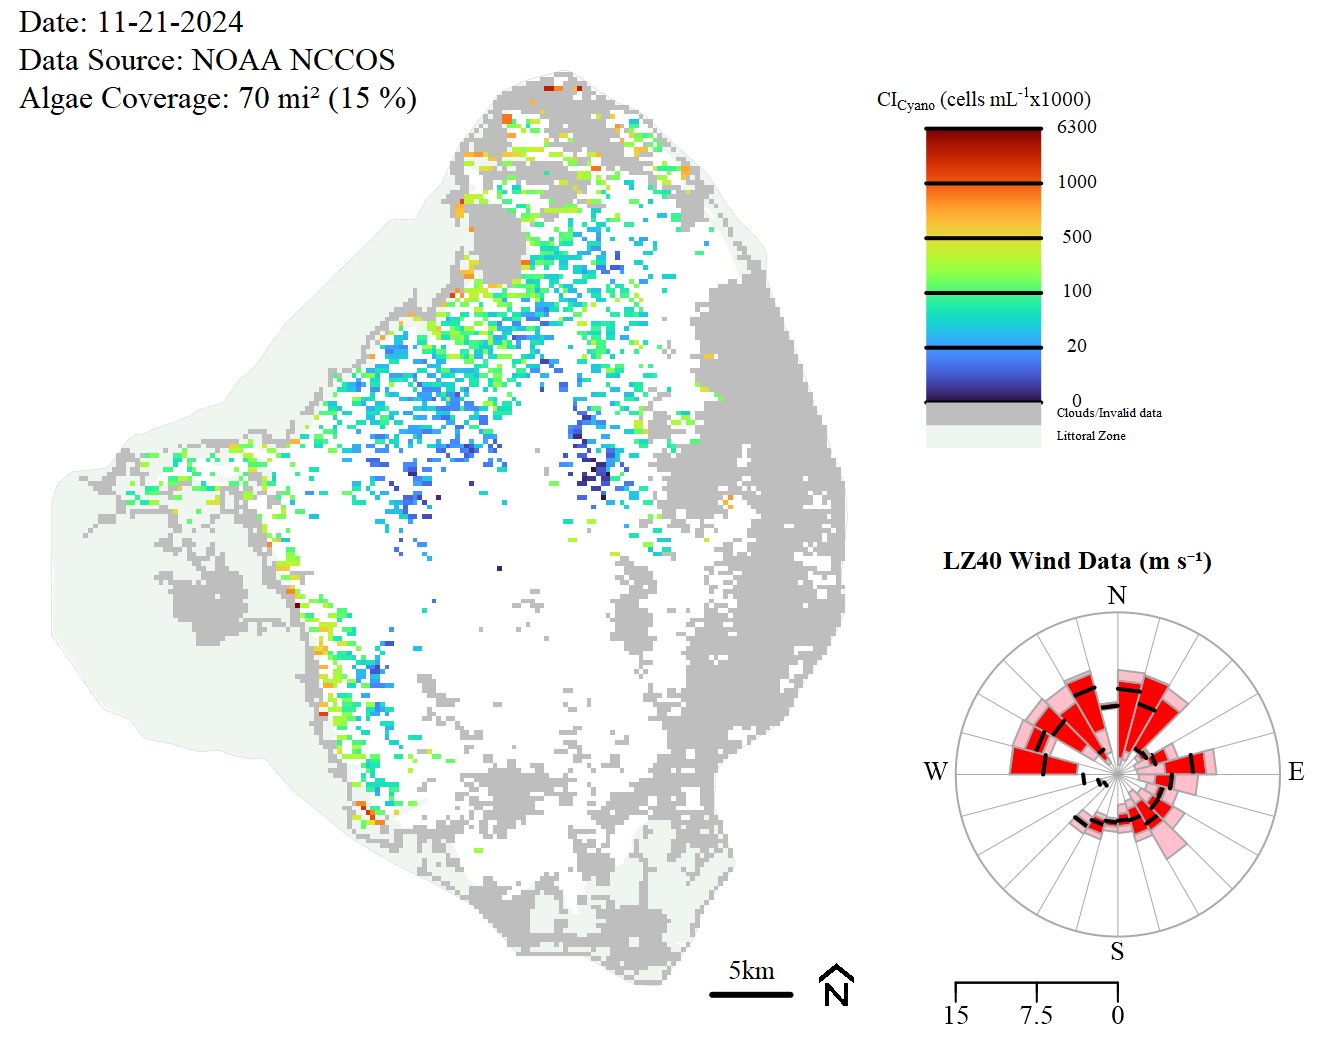 Date: 11-21-2024
Data Source: NOAA NCCOS
Algae Coverage: 70 mi² (15 %)
CICyano (cells mL-1x1000)
6300
1000
500
100
20
0
Clouds/Invalid data
Littoral Zone
LZ40 Wind Data (m s⁻¹)
N
W
E
S
15 7.5 0
5km
N